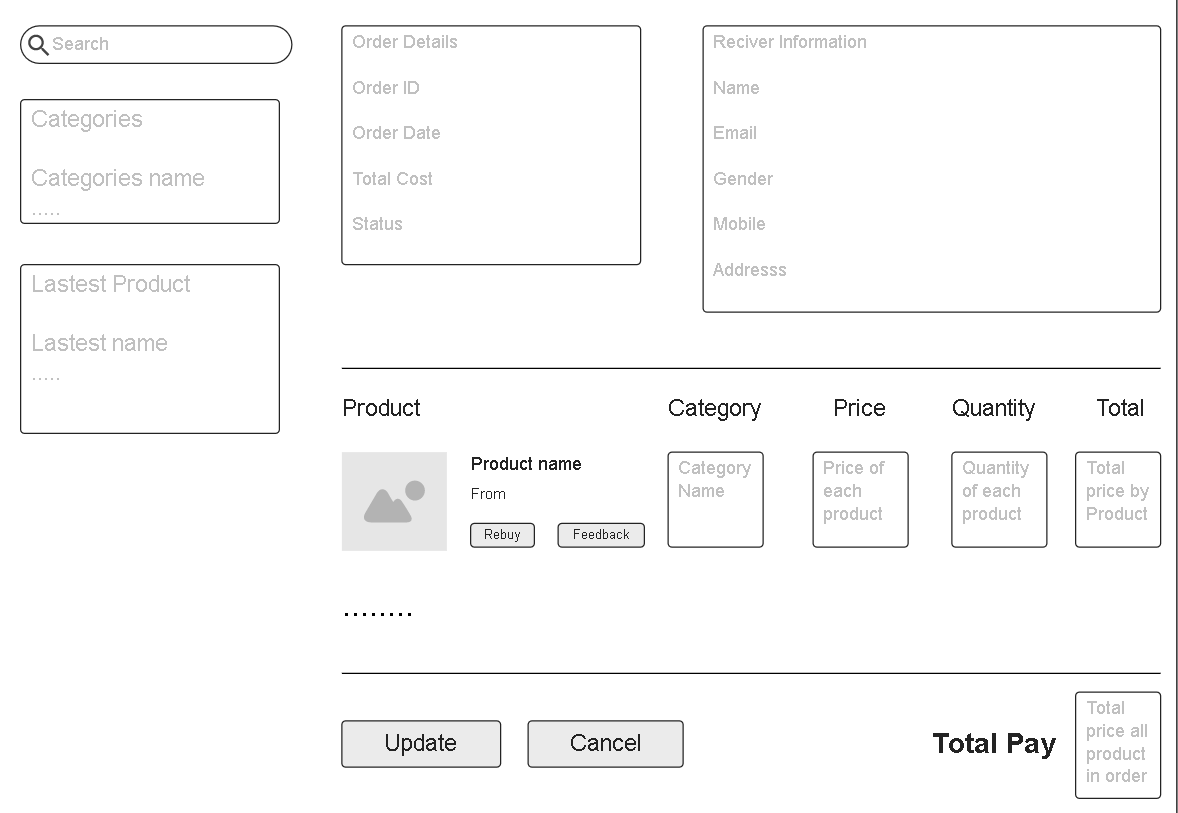 Search
Categories
Categories name
.....
Lastest Product
Lastest name
.....
Order Details
Order ID
Order Date
Total Cost
Status
Reciver Information
Name
Email
Gender
Mobile
Addresss
Product
Category
Price
Quantity
Total
Product name
From
Rebuy
Feedback
Category
Name
Price of
each
product
Quantity
of each
product
Total
price by
Product
........
Update
Cancel
Total Pay
Total
price all
product
in order